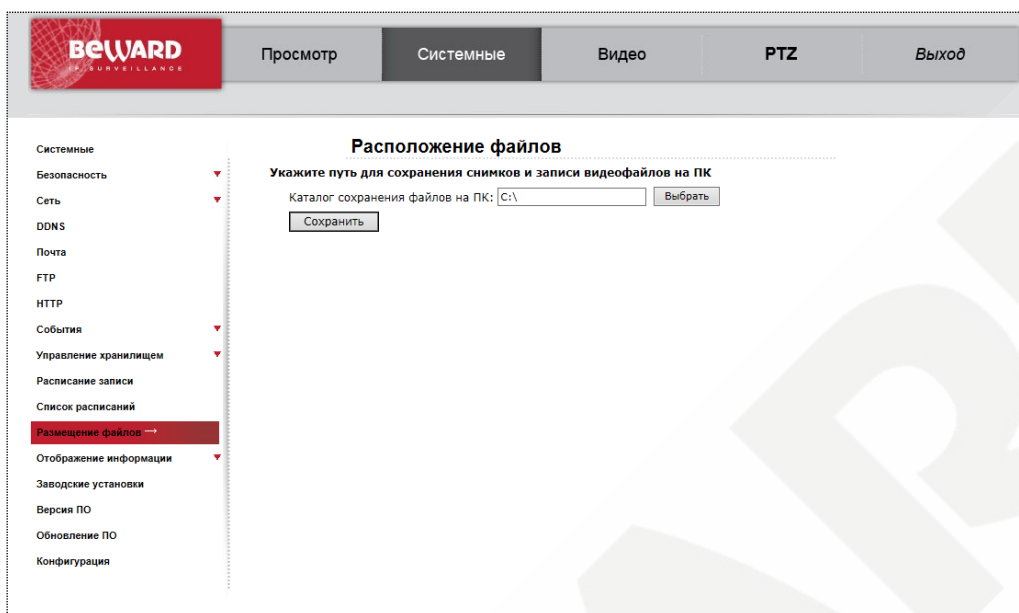 BEWARD
IP SURVEILLANCE
Просмотр
Системные
Видео
PTZ
Выход
Системные
Безопасность
Сеть
DDNS
Почта
FTP
HTTP
События
Управление хранилищем
Расписание записи
Список расписаний
Размещение файлов →
Отображение информации
Заводские установки
Версия ПО
Обновление ПО
Конфигурация
Расположение файлов
Укажите путь для сохранения снимков и записи видеофайлов на ПК
Каталог сохранения файлов на ПК: C:\ Выбрать
Сохранить